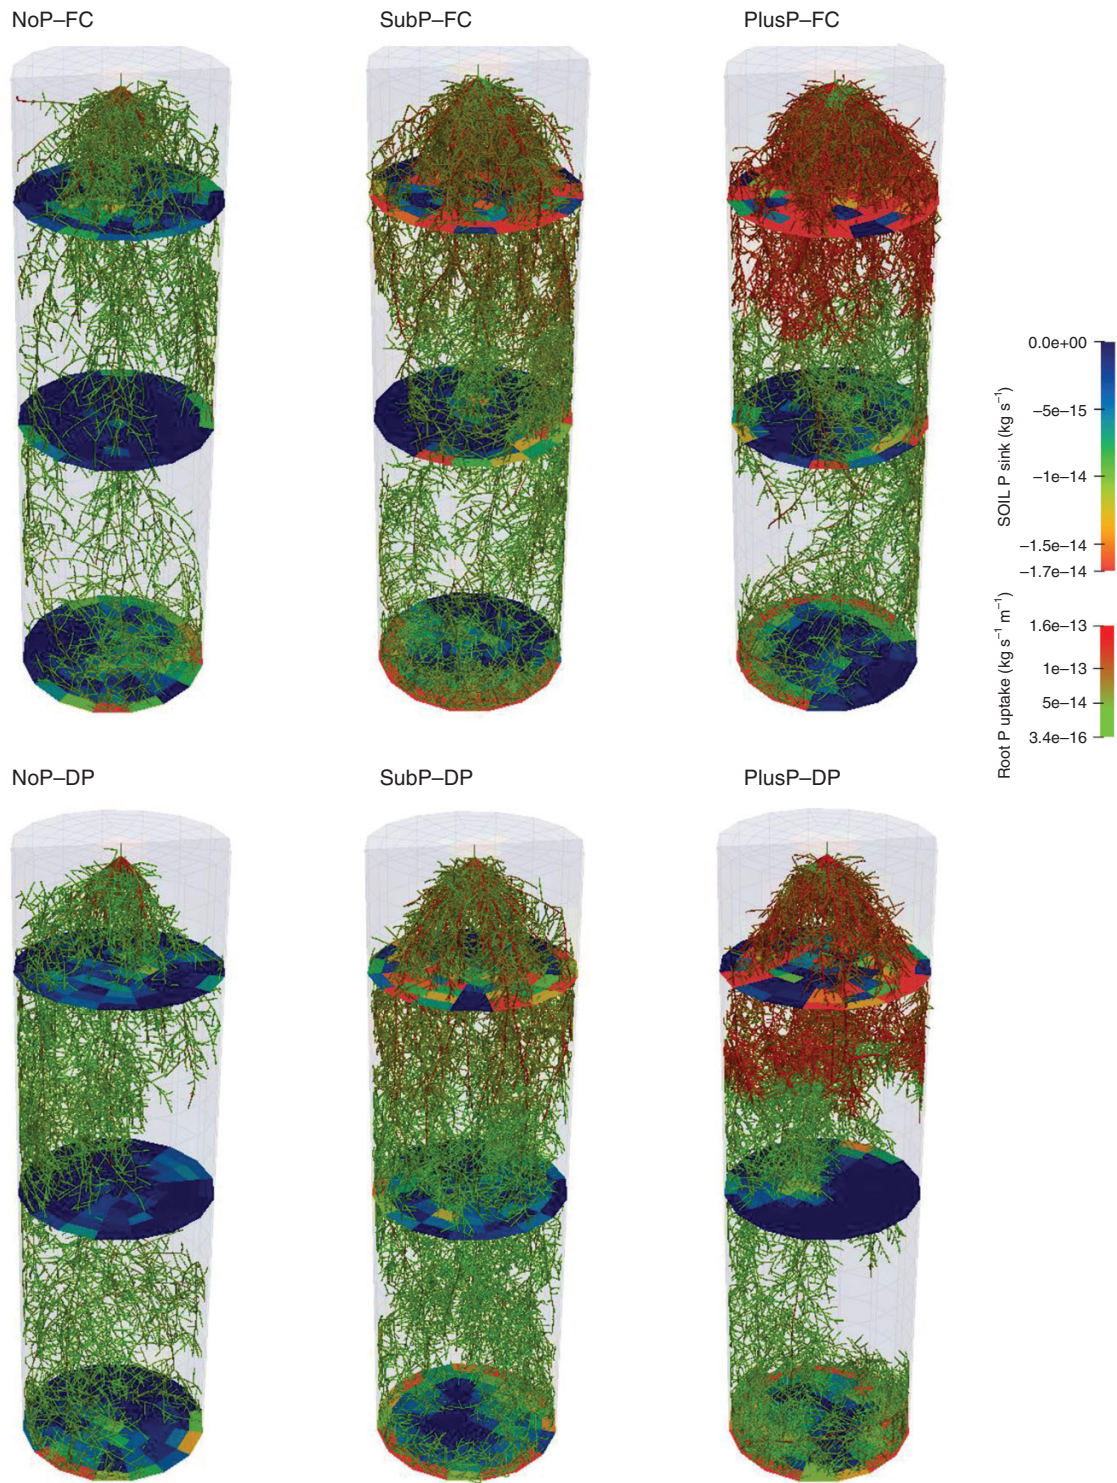 NoP–FC
SubP–FC
PlusP–FC
SOIL P sink (kg s⁻¹)
0.0e+00
–5e–15
–1e–14
–1.5e–14
–1.7e–14
Root P uptake (kg s⁻¹ m⁻¹)
1.6e–13
1e–13
5e–14
3.4e–16
NoP–DP
SubP–DP
PlusP–DP